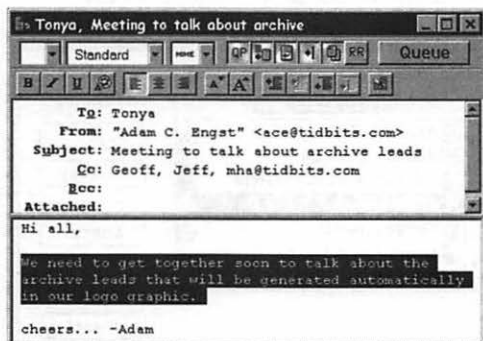 Tonya, Meeting to talk about archive
Standard MIME QP RR Queue
B I U
To: Tonya
From: "Adam C. Engst" <ace@tidbits.com>
Subject: Meeting to talk about archive leads
Cc: Geoff, Jeff, mha@tidbits.com
Bcc:
Attached:
Hi all,
We need to get together soon to talk about the
archive leads that will be generated automatically
in our logo graphic.
cheers... -Adam